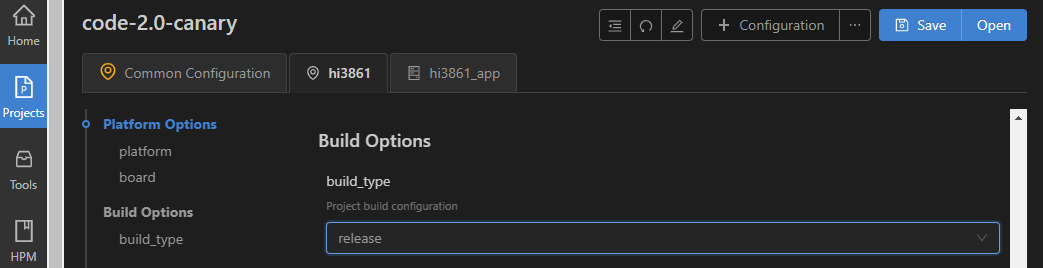 code-2.0-canary
Configuration
···
Save
Open
Home
Projects
Tools
HPM
Common Configuration
hi3861
hi3861_app
Platform Options
platform
board
Build Options
build_type
Build Options
build_type
Project build configuration
release